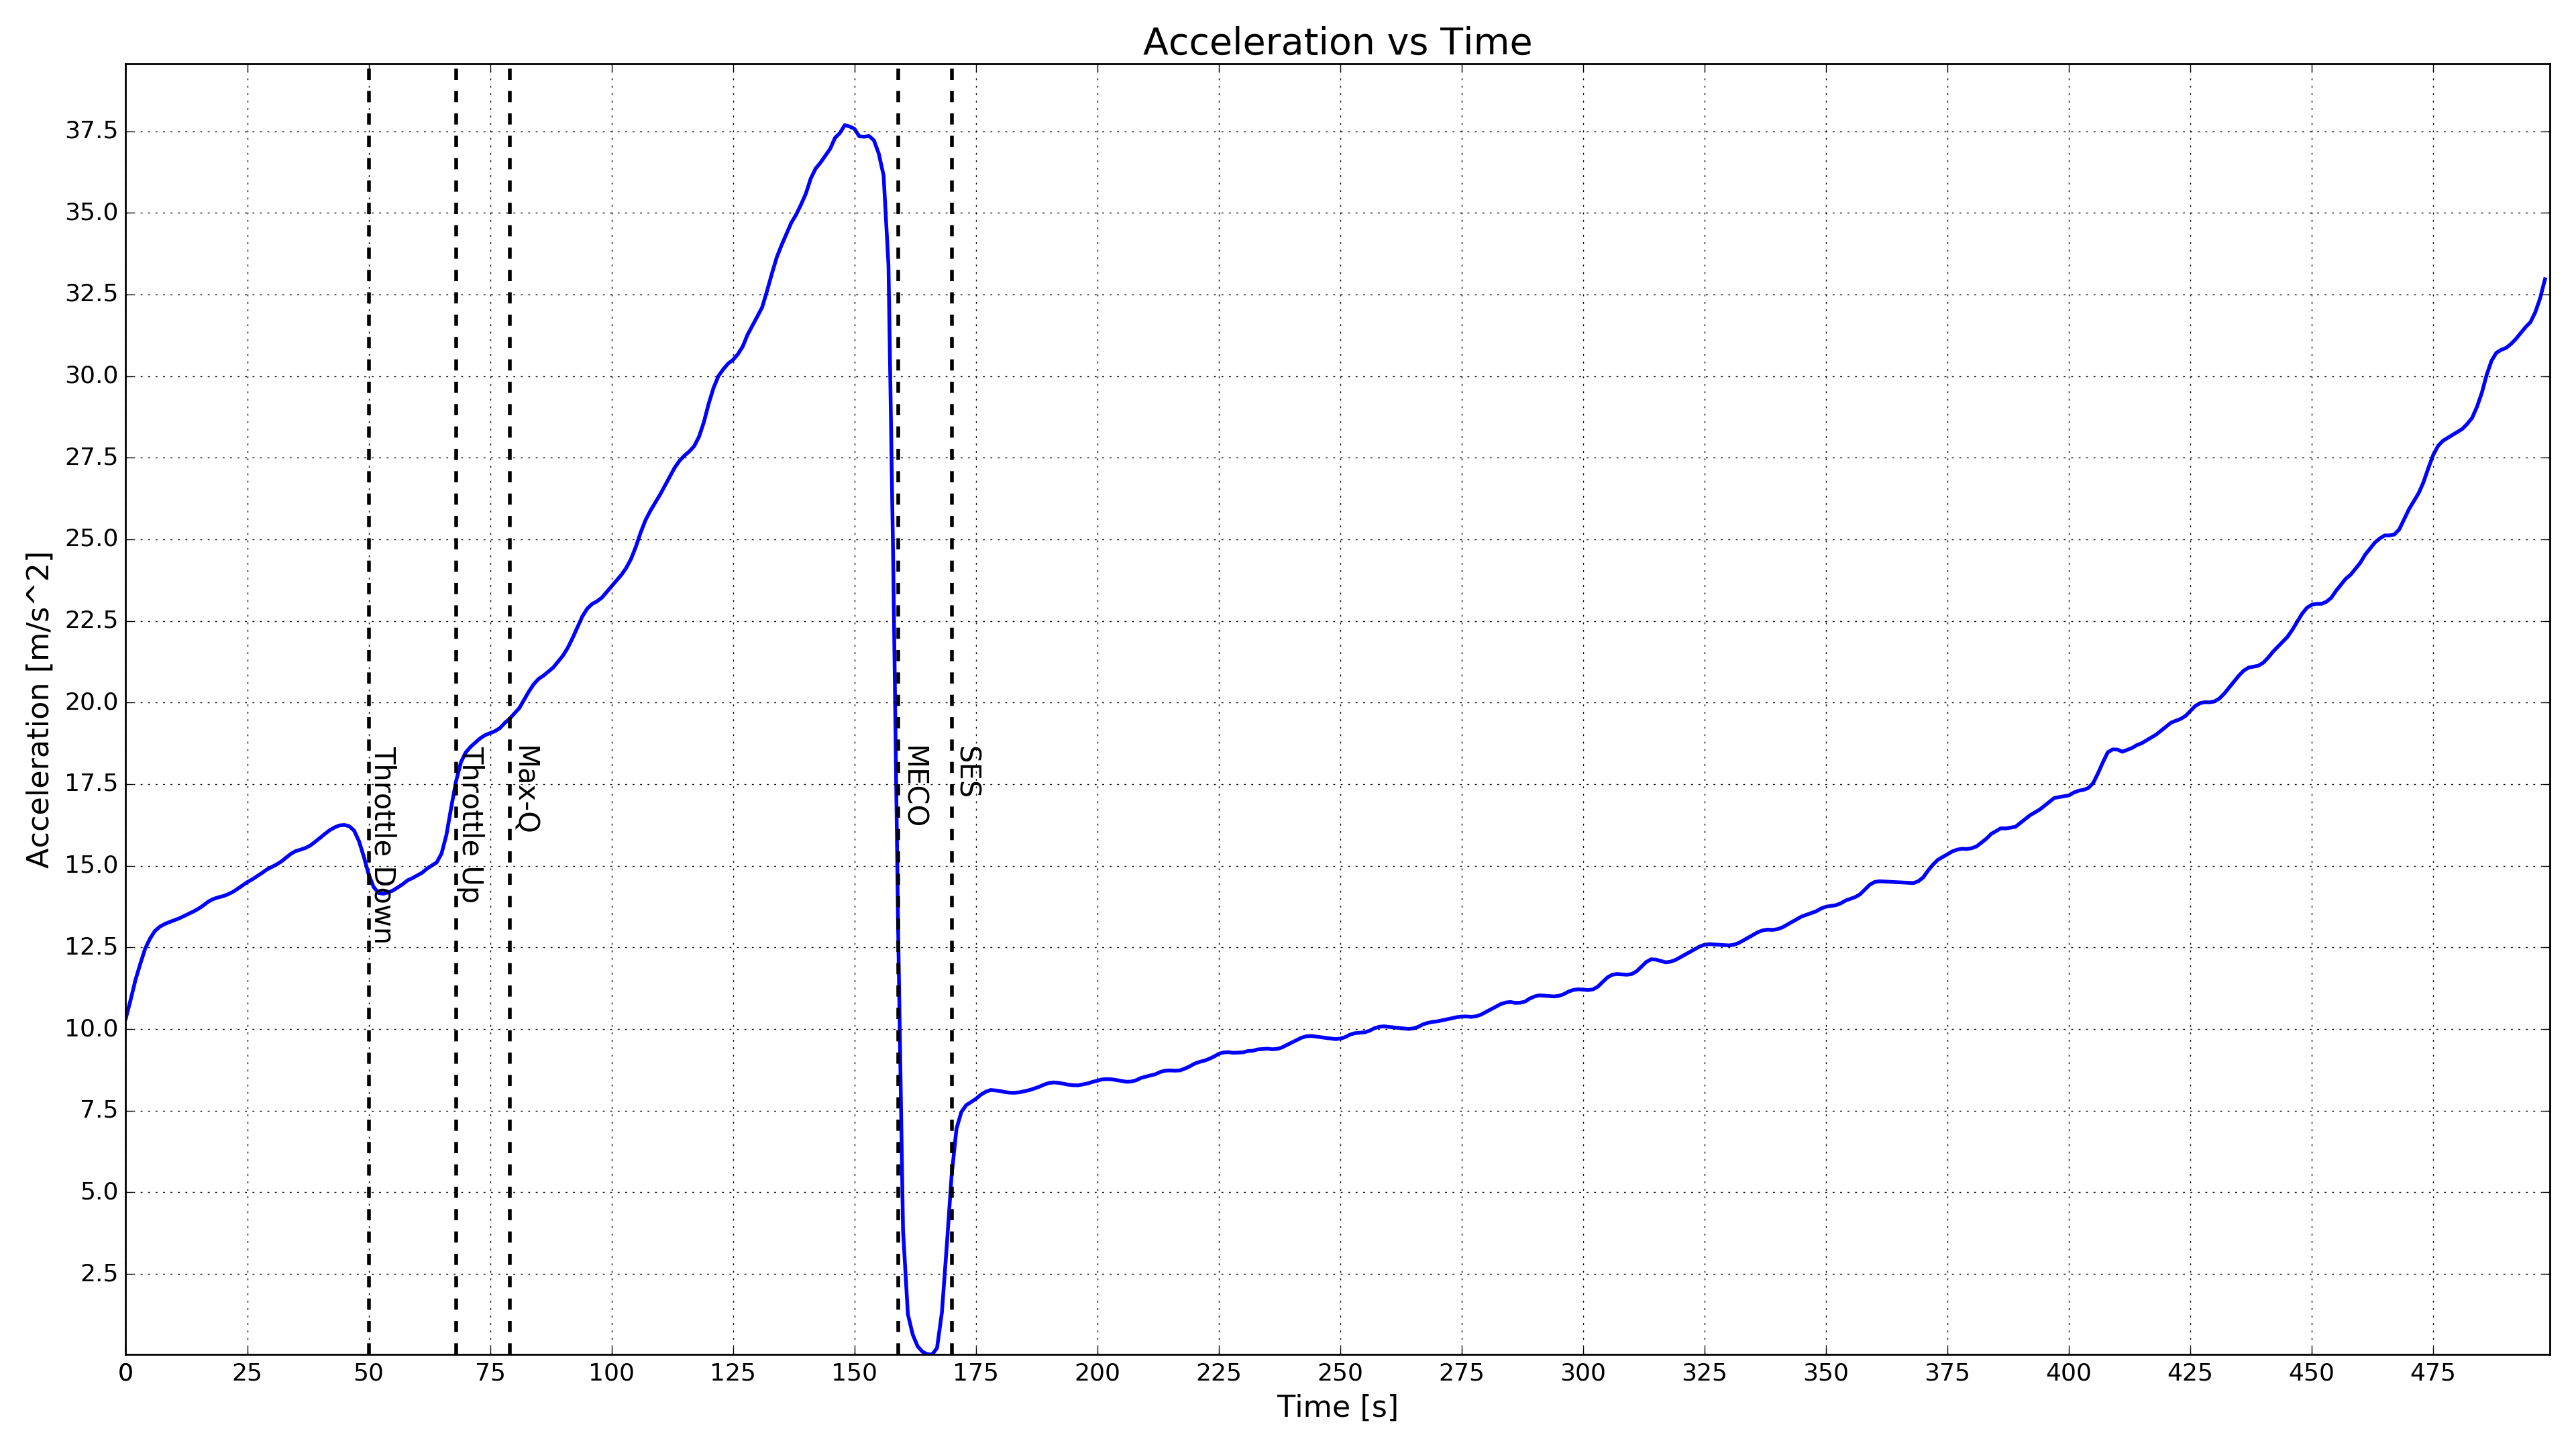 Acceleration vs Time
Acceleration [m/s^2]
37.5
35.0
32.5
30.0
27.5
25.0
22.5
20.0
17.5
15.0
12.5
10.0
7.5
5.0
2.5
Throttle Down
Throttle Up
Max-Q
MECO
SES
0 25 50 75 100 125 150 175 200 225 250 275 300 325 350 375 400 425 450 475
Time [s]